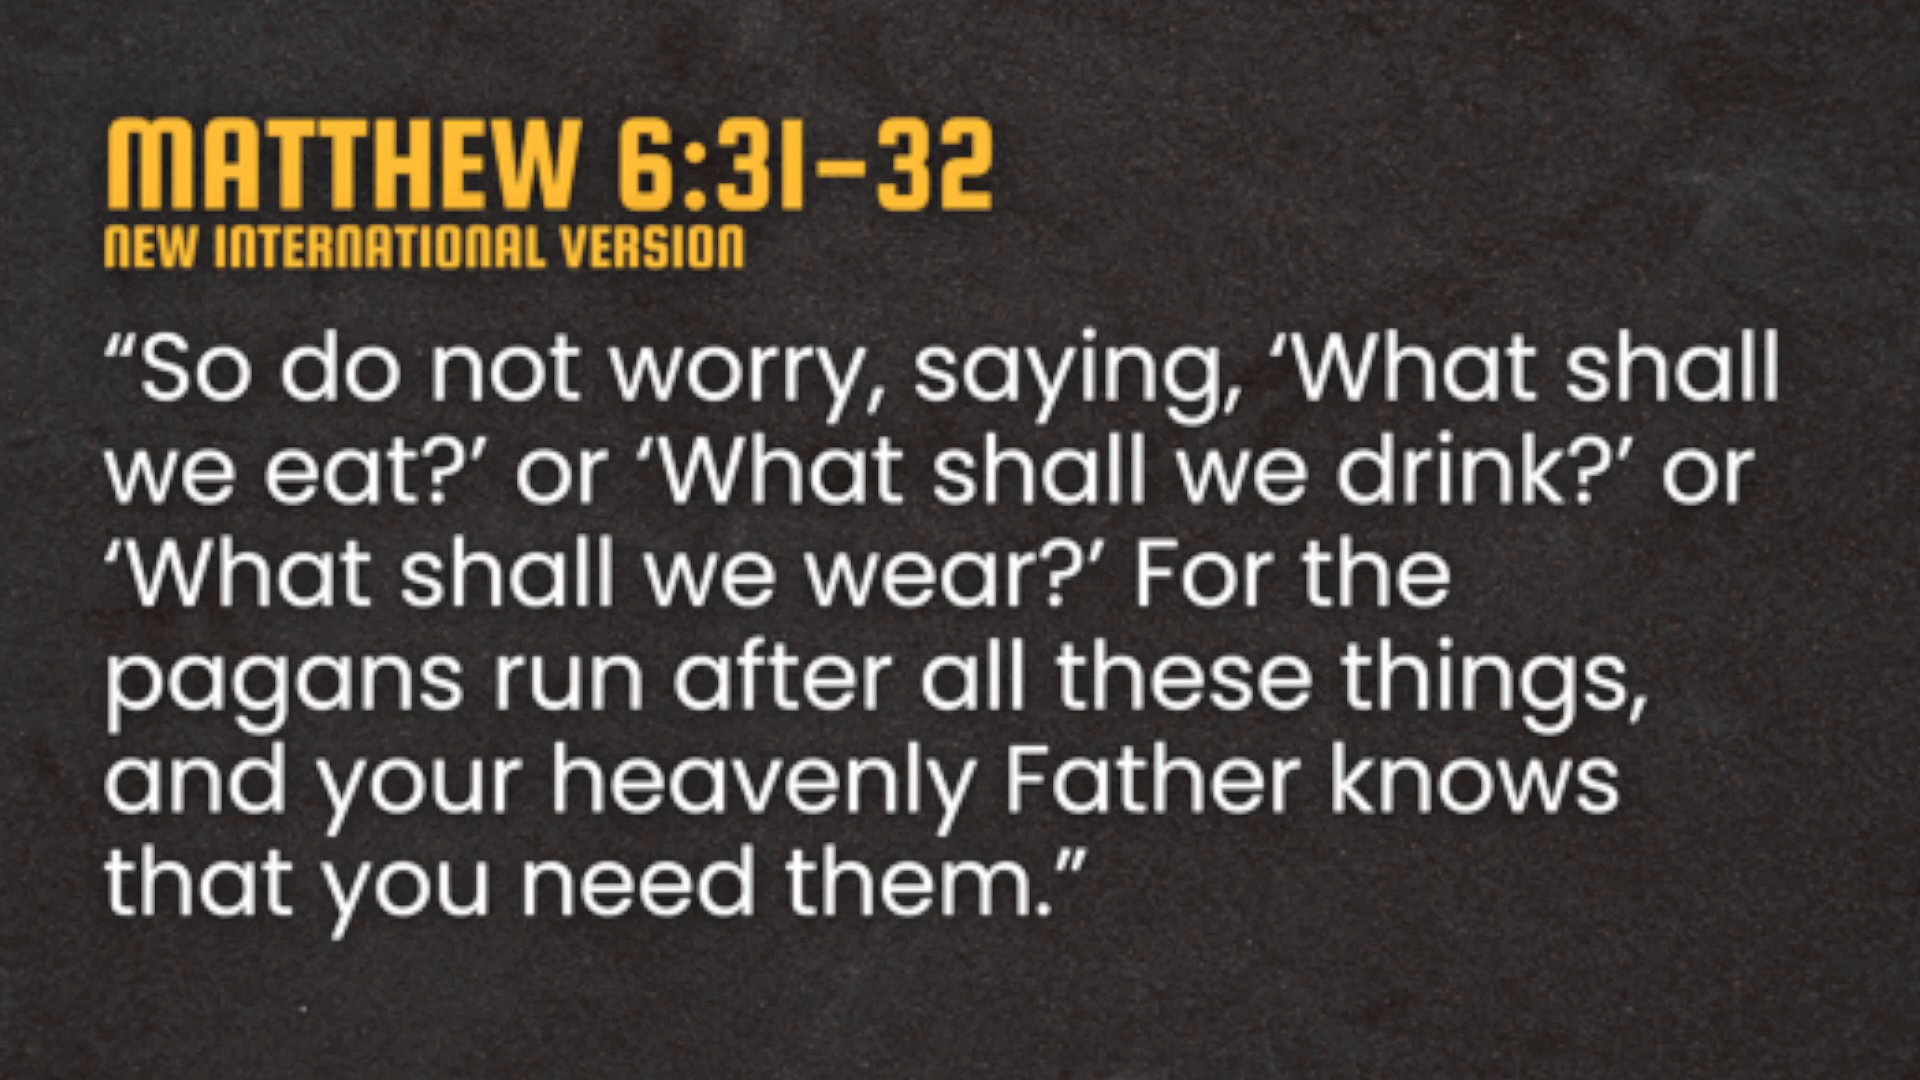 MATTHEW 6:31-32
NEW INTERNATIONAL VERSION
“So do not worry, saying, ‘What shall
we eat?’ or ‘What shall we drink?’ or
‘What shall we wear?’ For the
pagans run after all these things,
and your heavenly Father knows
that you need them.”